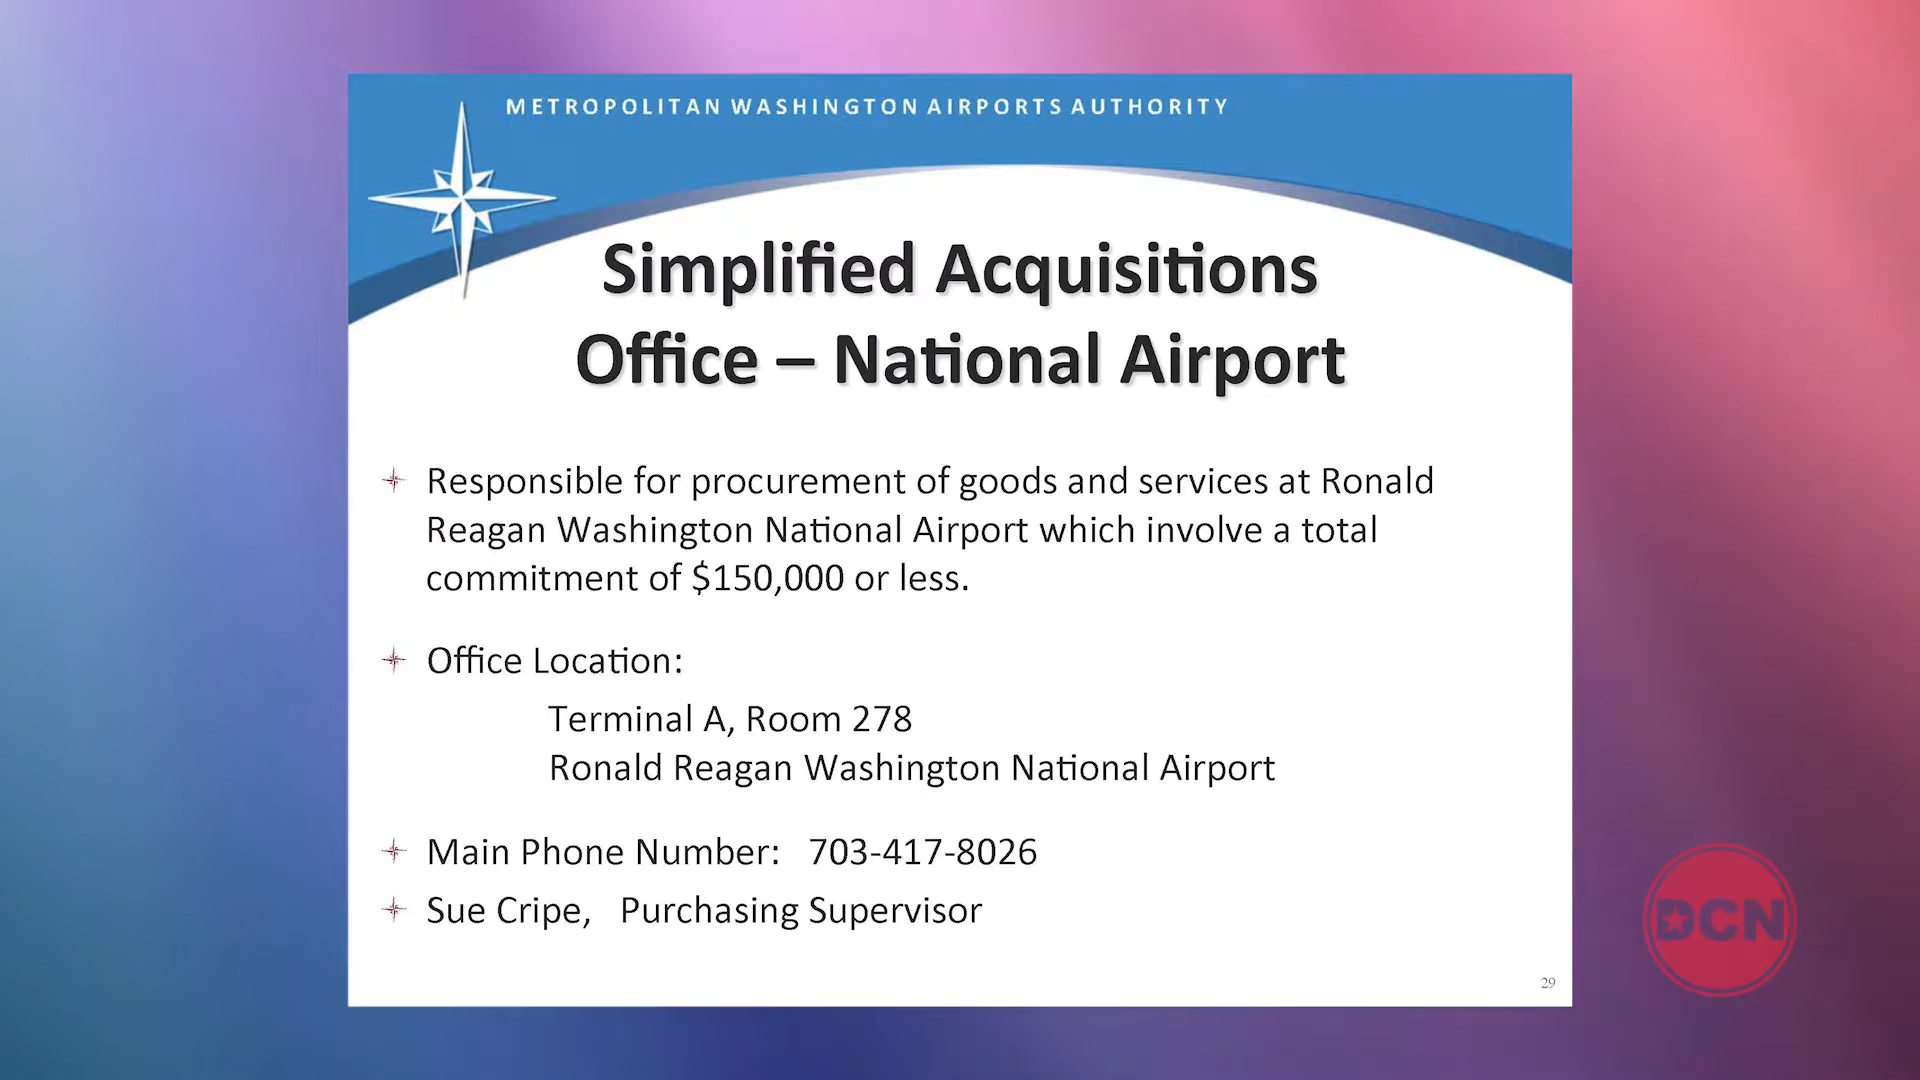 METROPOLITAN WASHINGTON AIRPORTS AUTHORITY
Simplified Acquisitions
Office – National Airport
Responsible for procurement of goods and services at Ronald
Reagan Washington National Airport which involve a total
commitment of $150,000 or less.
Office Location:
Terminal A, Room 278
Ronald Reagan Washington National Airport
Main Phone Number: 703-417-8026
Sue Cripe, Purchasing Supervisor
29
DCN